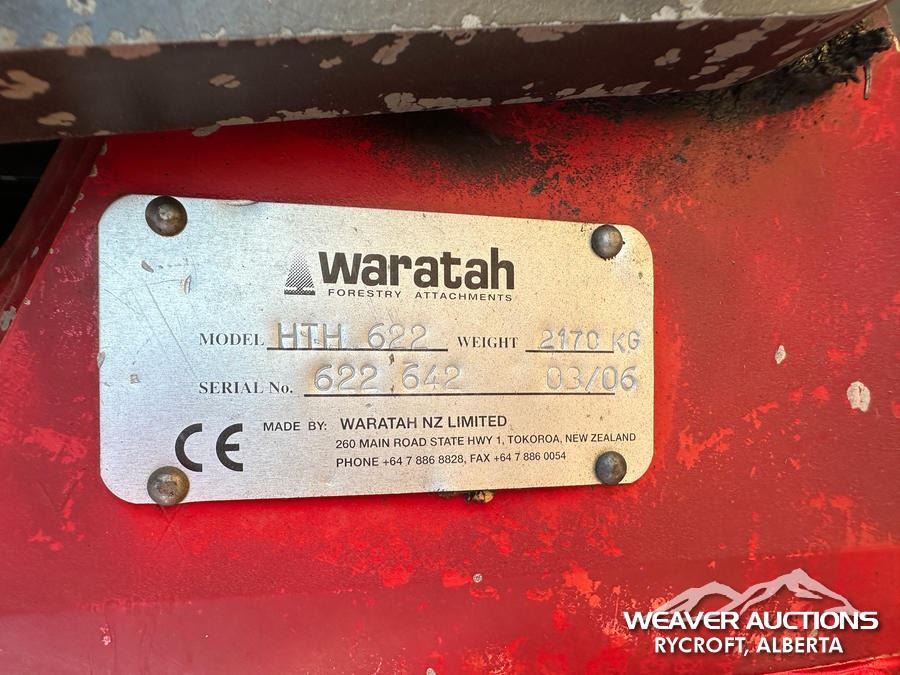 waratah
FORESTRY ATTACHMENTS
MODEL HTH 622 WEIGHT 2170 KG
SERIAL No. 622 642 03/06
CE MADE BY: WARATAH NZ LIMITED
260 MAIN ROAD STATE HWY 1, TOKOROA, NEW ZEALAND
PHONE +64 7 886 8828, FAX +64 7 886 0054
WEAVER AUCTIONS
RYCROFT, ALBERTA